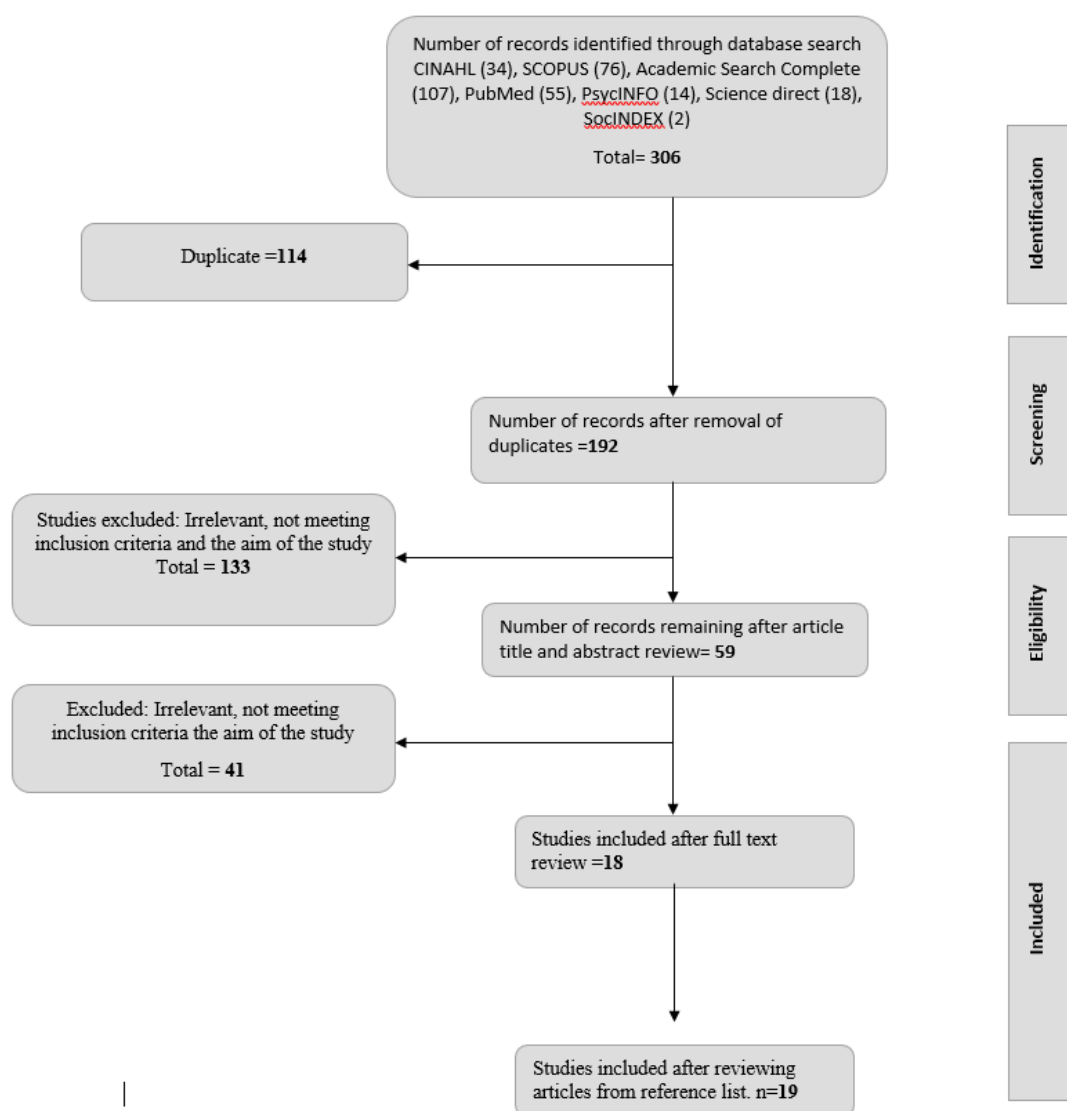 Number of records identified through database search
CINAHL (34), SCOPUS (76), Academic Search Complete
(107), PubMed (55), PsycINFO (14), Science direct (18),
SocINDEX (2)
Total= 306
Identification
Duplicate =114
Number of records after removal of
duplicates =192
Screening
Studies excluded: Irrelevant, not meeting
inclusion criteria and the aim of the study
Total = 133
Number of records remaining after article
title and abstract review= 59
Eligibility
Excluded: Irrelevant, not meeting
inclusion criteria the aim of the study
Total = 41
Studies included after full text
review =18
Included
Studies included after reviewing
articles from reference list. n=19